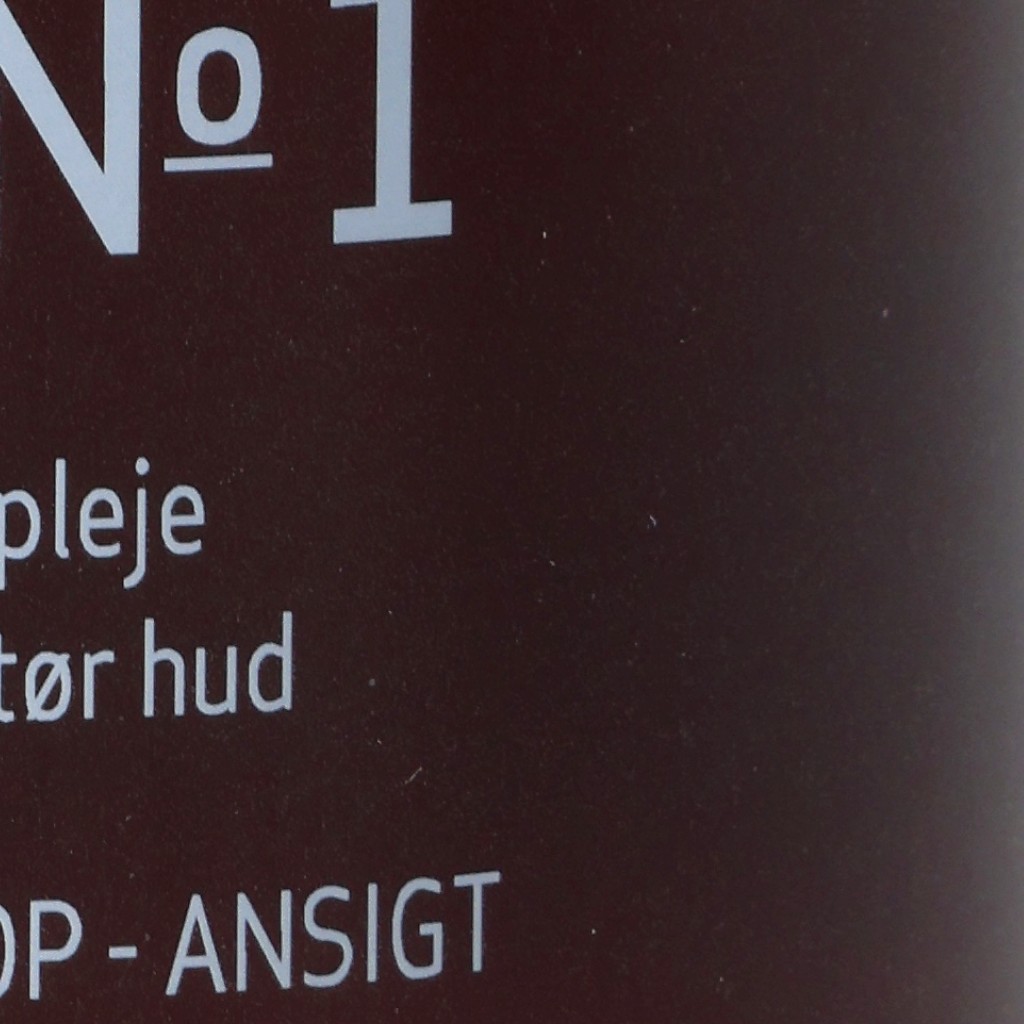 Nº1
pleje
tør hud
OP - ANSIGT